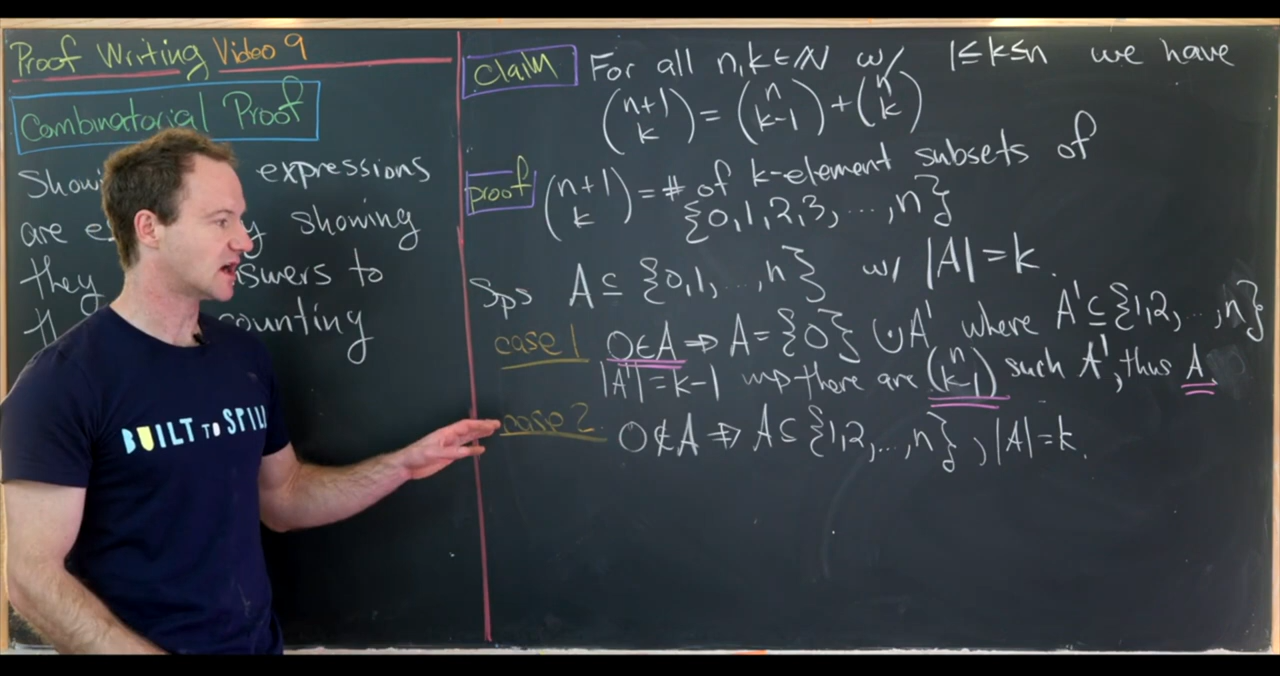 Proof Writing Video 9
Combinatorial Proof
expressions
are showing
they to
counting
BUILT TO SPILL
claim For all n,k∈ℕ w/ 1≤k≤n we have
(n+1 k) = (n k-1) + (n k)
proof (n+1 k) = # of k-element subsets of
{0,1,2,3,...,n}
Sps A ⊆ {0,1,...,n} w/ |A|=k.
case 1 0∈A ⇒ A={0} ∪ A' where A'⊆{1,2,...,n}
|A'|=k-1 ⇝ there are (n k-1) such A', thus A
case 2. 0∉A ⇒ A⊆{1,2,...,n}, |A|=k.